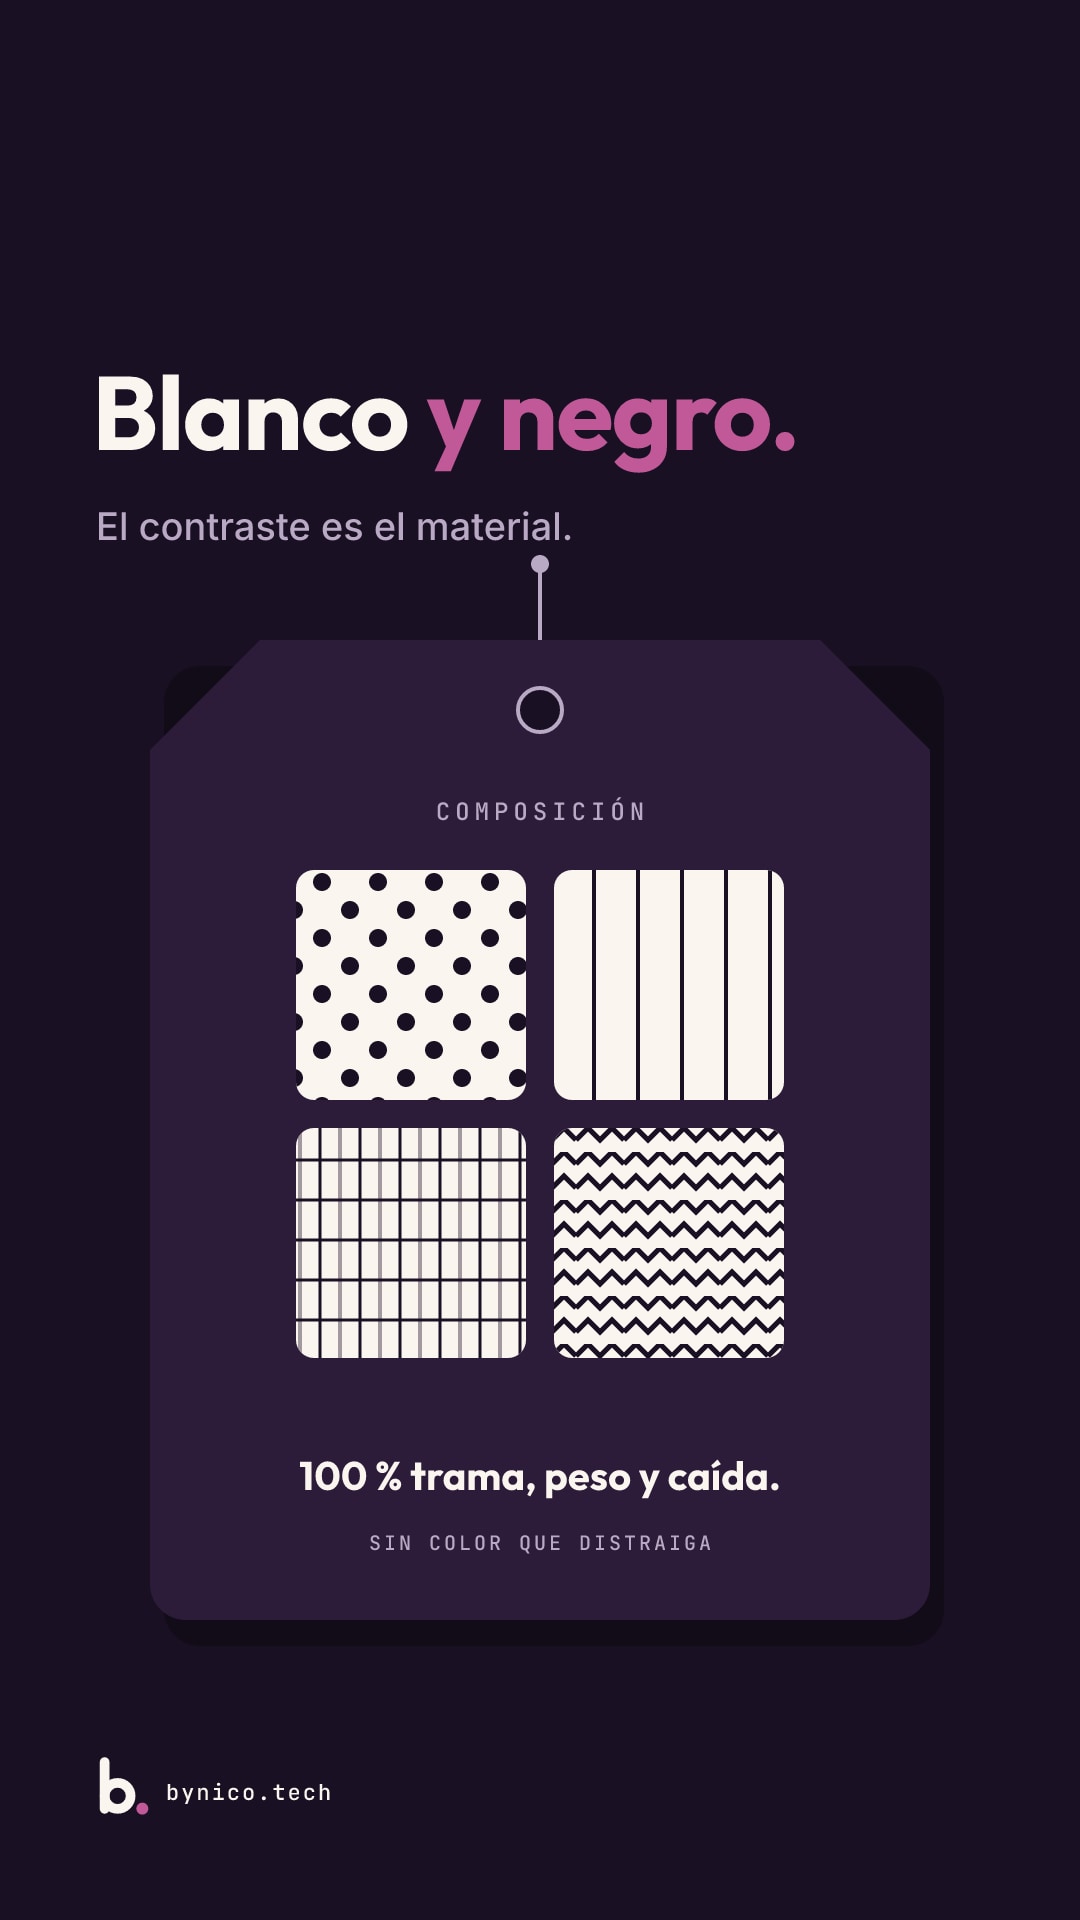 Blanco y negro.
El contraste es el material.
COMPOSICIÓN
100 % trama, peso y caída.
SIN COLOR QUE DISTRAIGA
b. bynico.tech